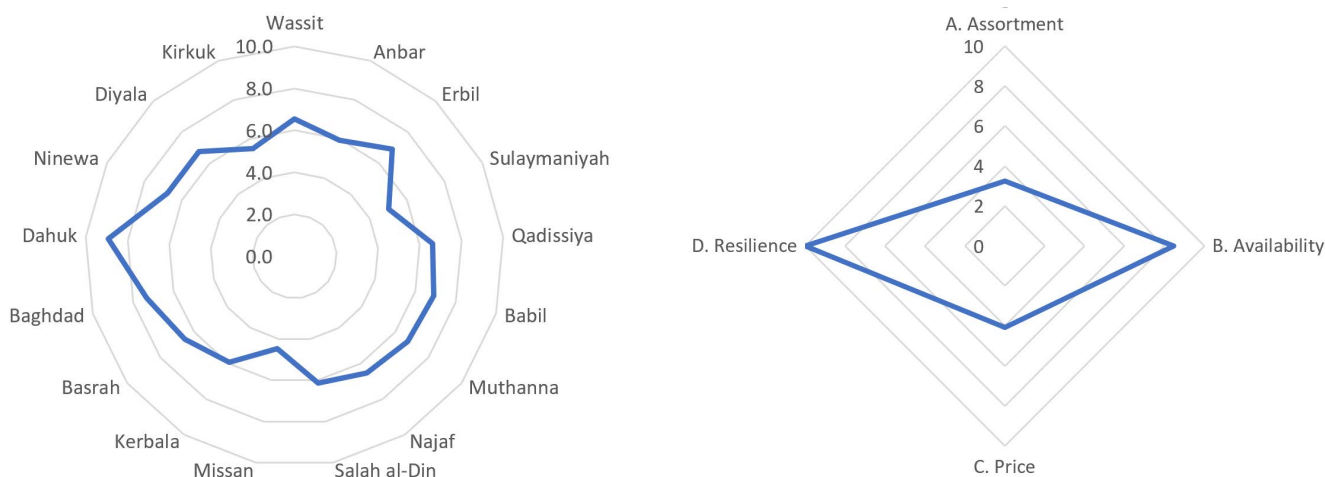 Wassit
Anbar
Erbil
Sulaymaniyah
Qadissiya
Babil
Muthanna
Najaf
Salah al-Din
Missan
Kerbala
Basrah
Baghdad
Dahuk
Ninewa
Diyala
Kirkuk
10.0
8.0
6.0
4.0
2.0
0.0
A. Assortment
B. Availability
C. Price
D. Resilience
10
8
6
4
2
0